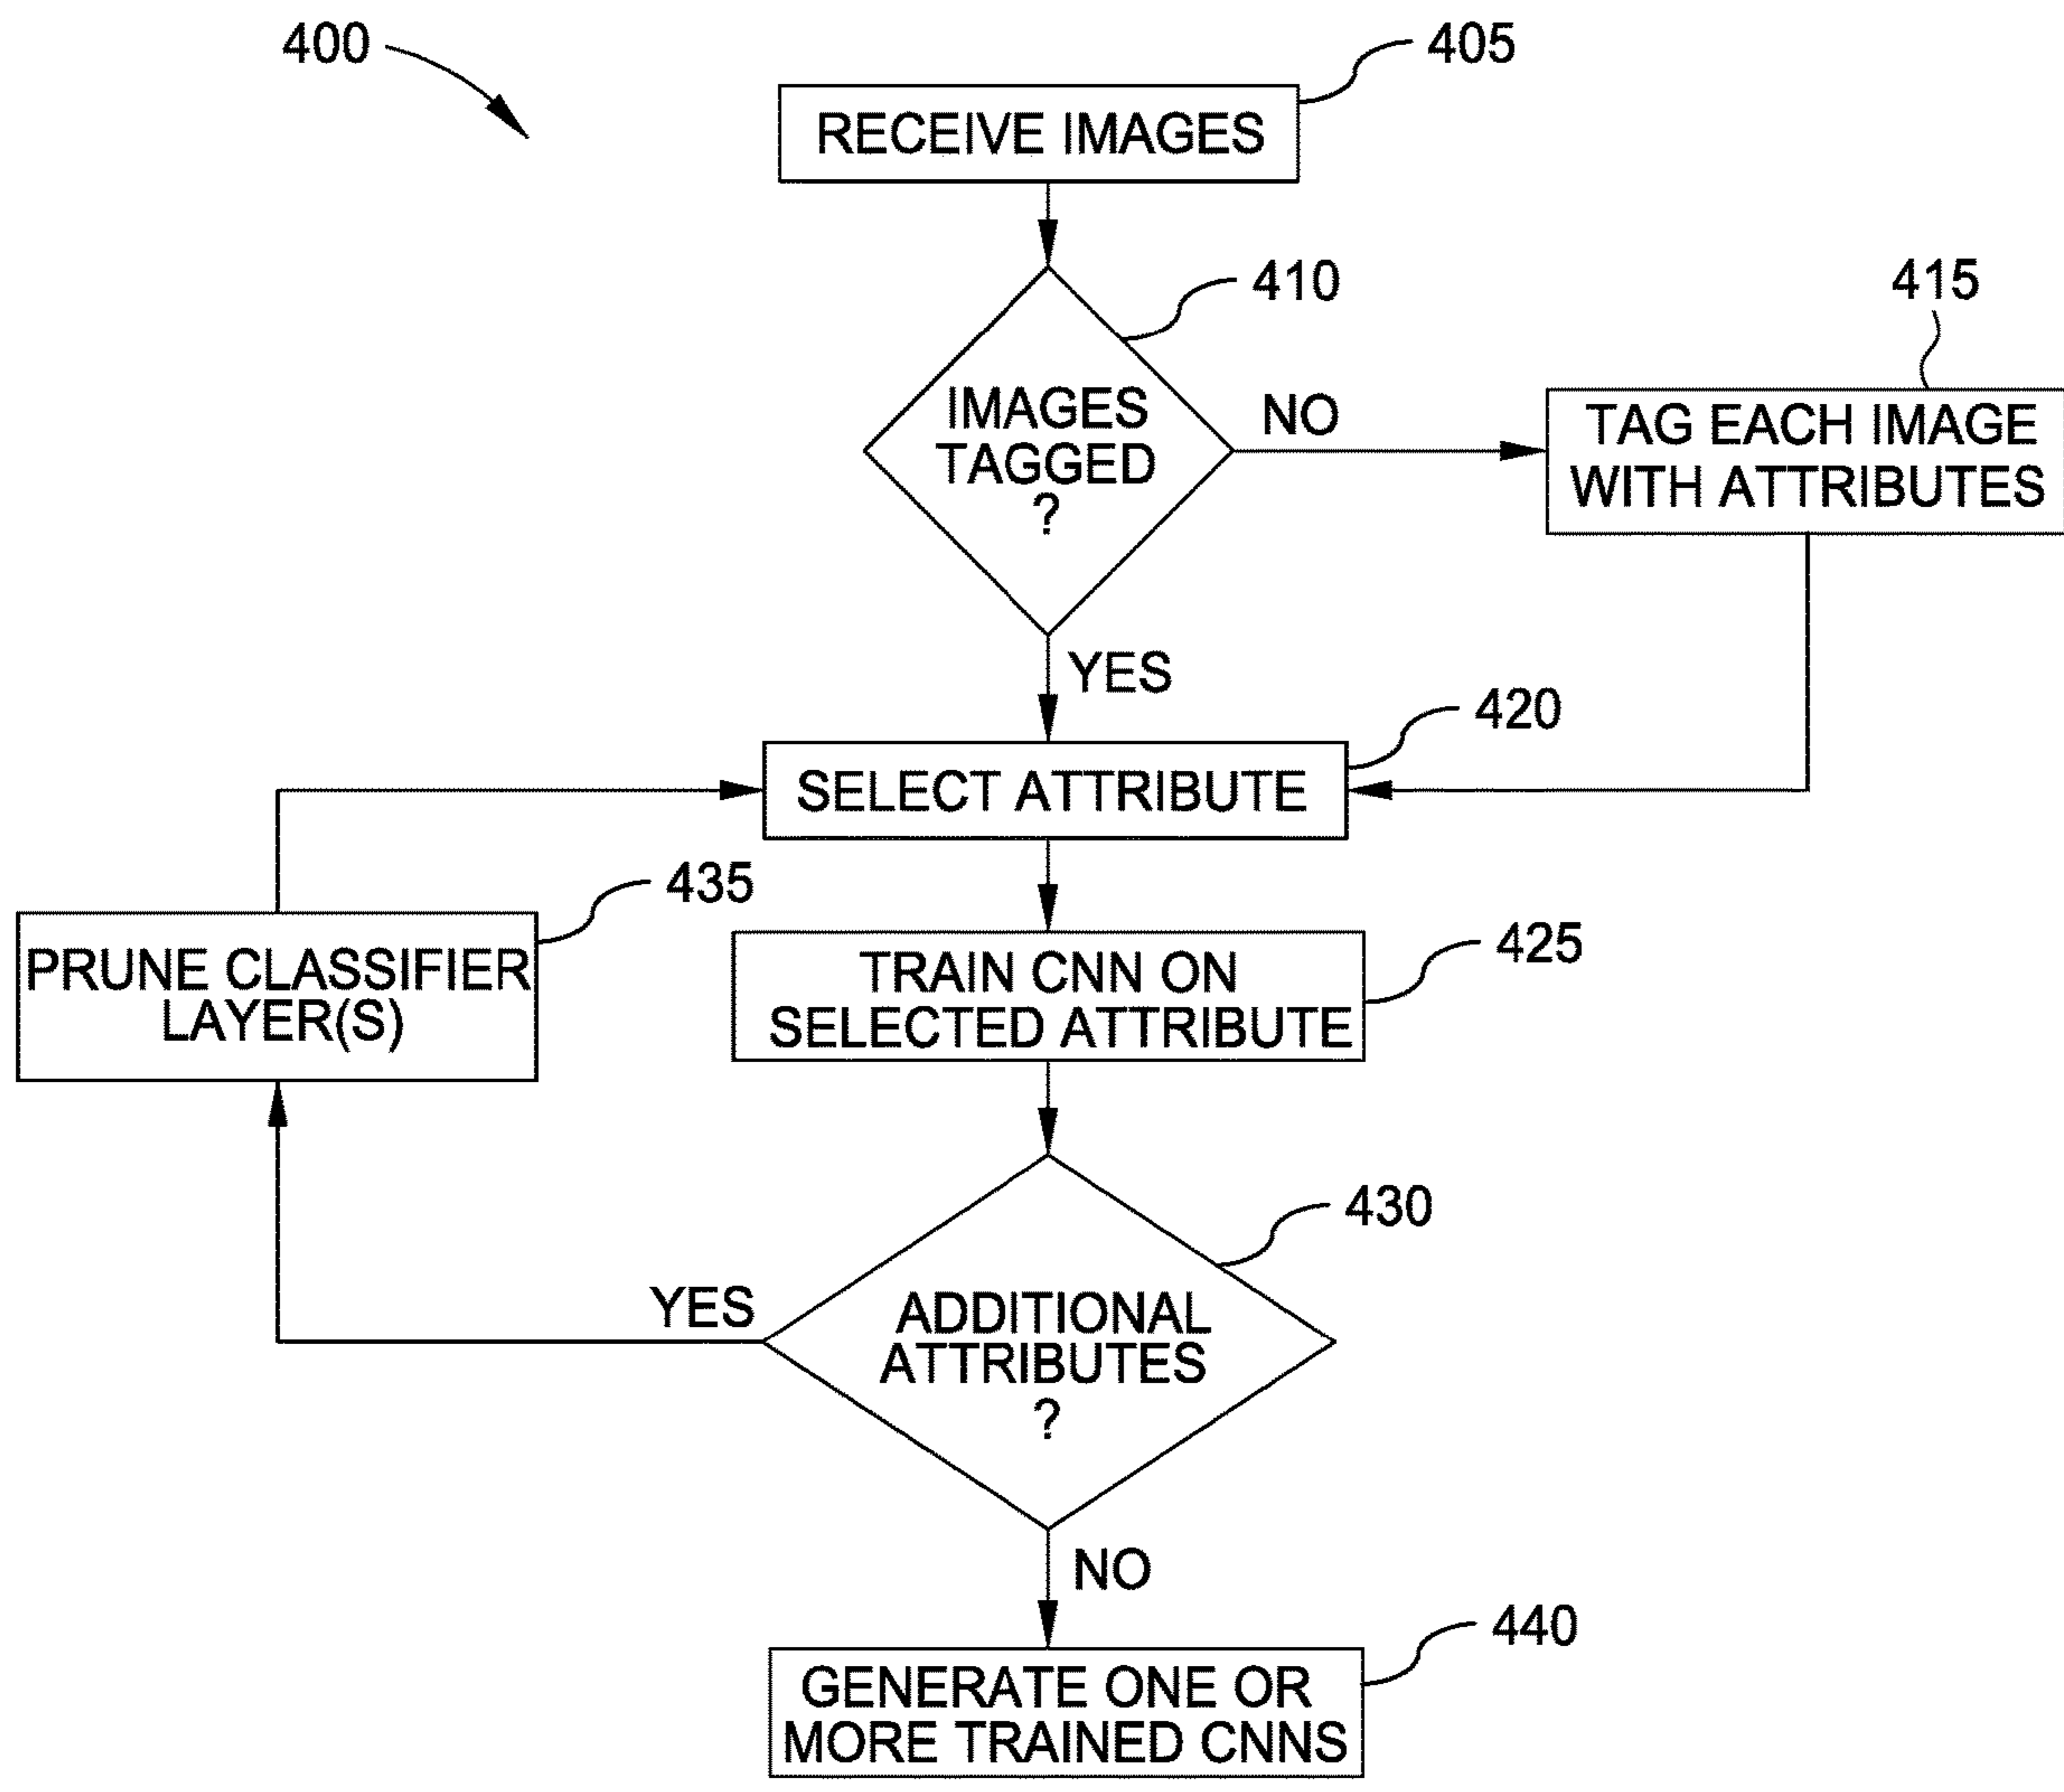 400
405
RECEIVE IMAGES
410
415
IMAGES
TAGGED
?
NO
TAG EACH IMAGE
WITH ATTRIBUTES
YES
420
SELECT ATTRIBUTE
435
PRUNE CLASSIFIER
LAYER(S)
425
TRAIN CNN ON
SELECTED ATTRIBUTE
430
YES
ADDITIONAL
ATTRIBUTES
?
NO
440
GENERATE ONE OR
MORE TRAINED CNNS